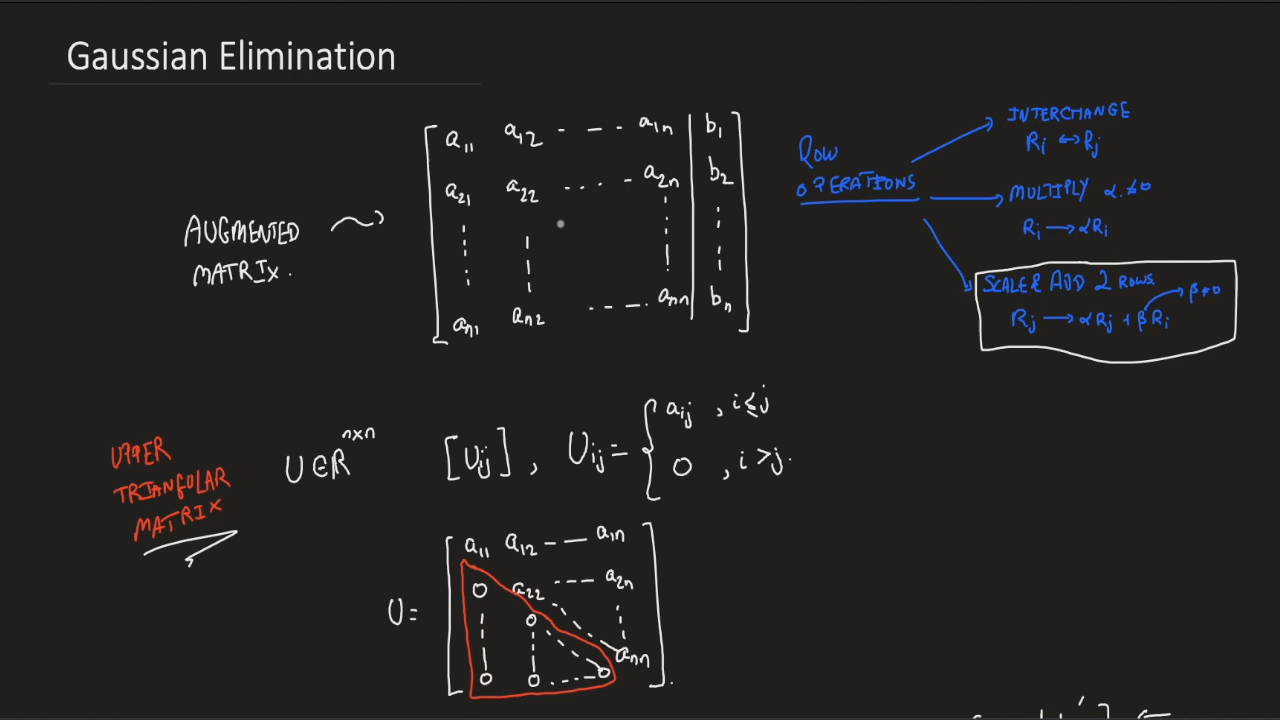 Gaussian Elimination
AUGMENTED
MATRIX.
a11 a12 - — - a1n | b1
a21 a22 ... - a2n | b2
an1 an2 ----- ann | bn
ROW
OPERATIONS
INTERCHANGE
Ri ↔ Rj
MULTIPLY α ≠ 0
Ri → αRi
SCALE & ADD 2 ROWS.
Rj → αRj + βRi
β ≠ 0
UPPER
TRIANGULAR
MATRIX
U ∈ R^{n×n} [Uij], Uij = { aij , i ≤ j
0 , i > j.
U =
a11 a12 - — a1n
0 a22 --- a2n
0
ann
0 0 ...-- 0